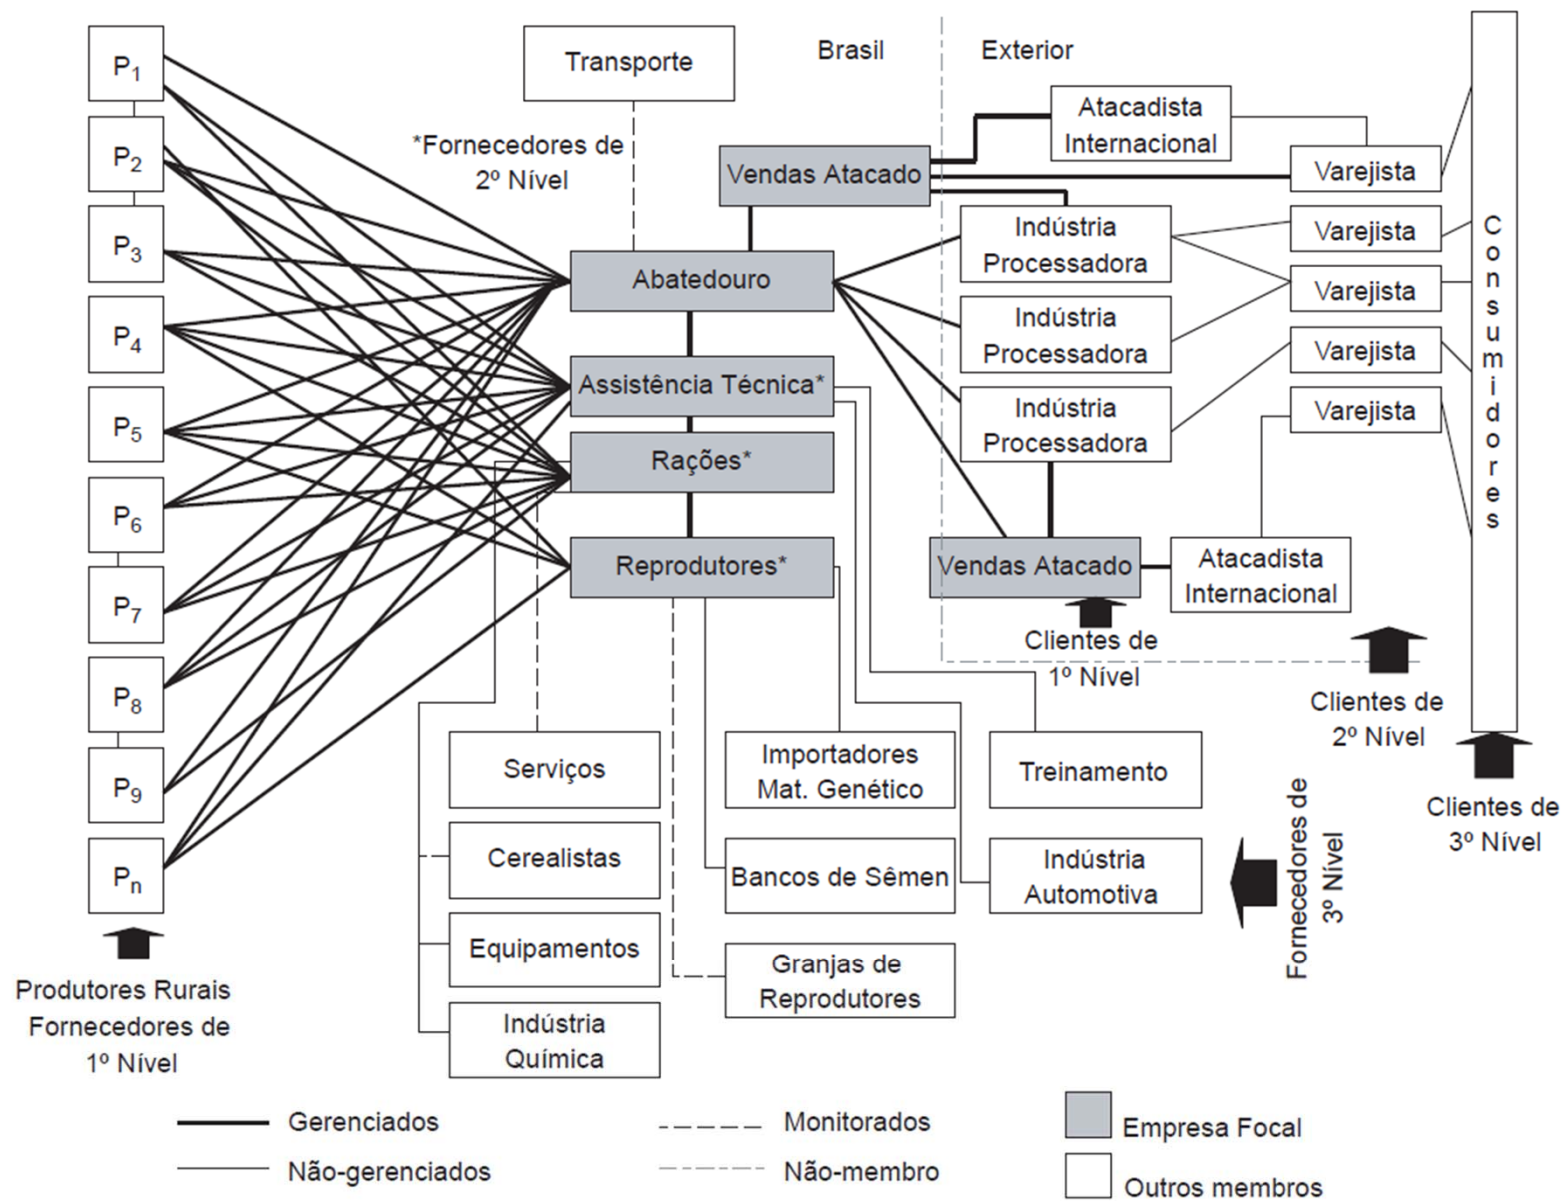 P1
P2
P3
P4
P5
P6
P7
P8
P9
Pn
Produtores Rurais
Fornecedores de
1º Nível
Transporte
*Fornecedores de
2º Nível
Brasil
Exterior
Vendas Atacado
Abatedouro
Assistência Técnica*
Rações*
Reprodutores*
Atacadista
Internacional
Indústria
Processadora
Indústria
Processadora
Indústria
Processadora
Vendas Atacado
Atacadista
Internacional
Varejista
Varejista
Varejista
Varejista
Varejista
Consumidores
Clientes de
1º Nível
Clientes de
2º Nível
Clientes de
3º Nível
Serviços
Cerealistas
Equipamentos
Indústria
Química
Importadores
Mat. Genético
Bancos de Sêmen
Granjas de
Reprodutores
Treinamento
Indústria
Automotiva
Fornecedores de
3º Nível
Gerenciados
Não-gerenciados
Monitorados
Não-membro
Empresa Focal
Outros membros